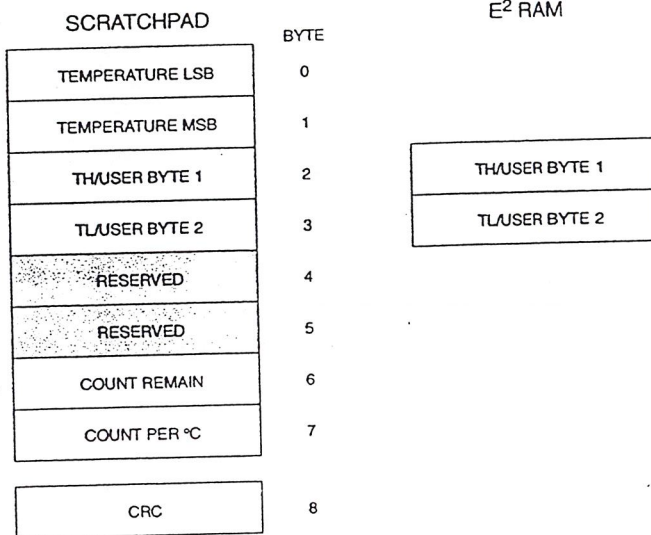 SCRATCHPAD
BYTE
TEMPERATURE LSB 0
TEMPERATURE MSB 1
TH/USER BYTE 1 2
TL/USER BYTE 2 3
RESERVED 4
RESERVED 5
COUNT REMAIN 6
COUNT PER °C 7
CRC 8
E² RAM
TH/USER BYTE 1
TL/USER BYTE 2